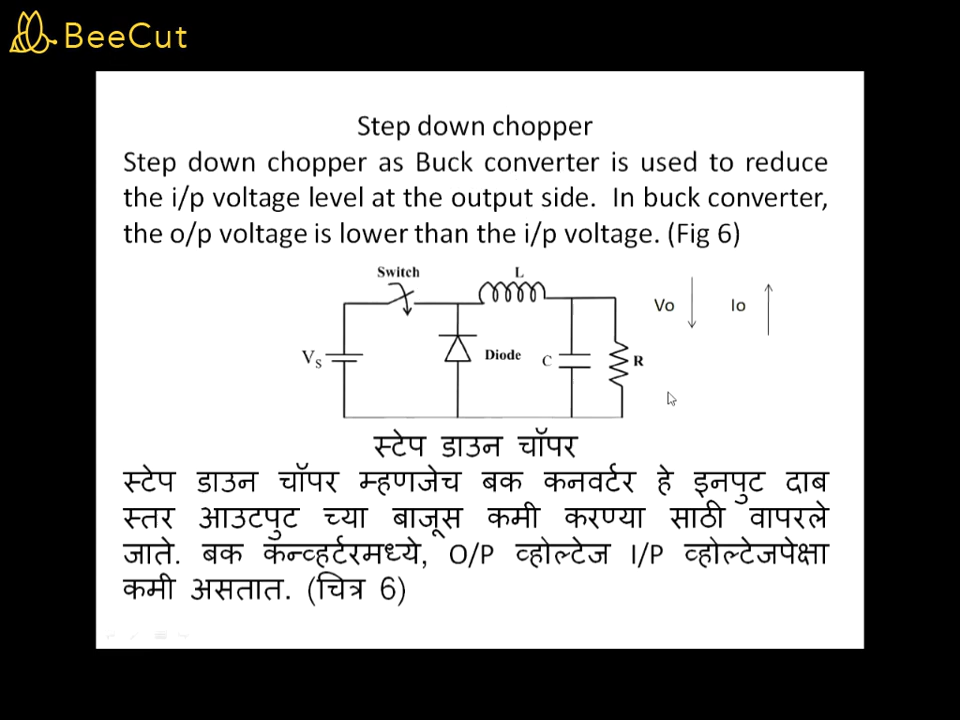 BeeCut
Step down chopper
Step down chopper as Buck converter is used to reduce
the i/p voltage level at the output side. In buck converter,
the o/p voltage is lower than the i/p voltage. (Fig 6)
Switch
L
Vo
Io
VS
Diode
C
R
स्टेप डाउन चॉपर
स्टेप डाउन चॉपर म्हणजेच बक कनवर्टर हे इनपुट दाब
स्तर आउटपुट च्या बाजूस कमी करण्या साठी वापरले
जाते. बक कन्व्हर्टरमध्ये, O/P व्होल्टेज I/P व्होल्टेजपेक्षा
कमी असतात. (चित्र 6)